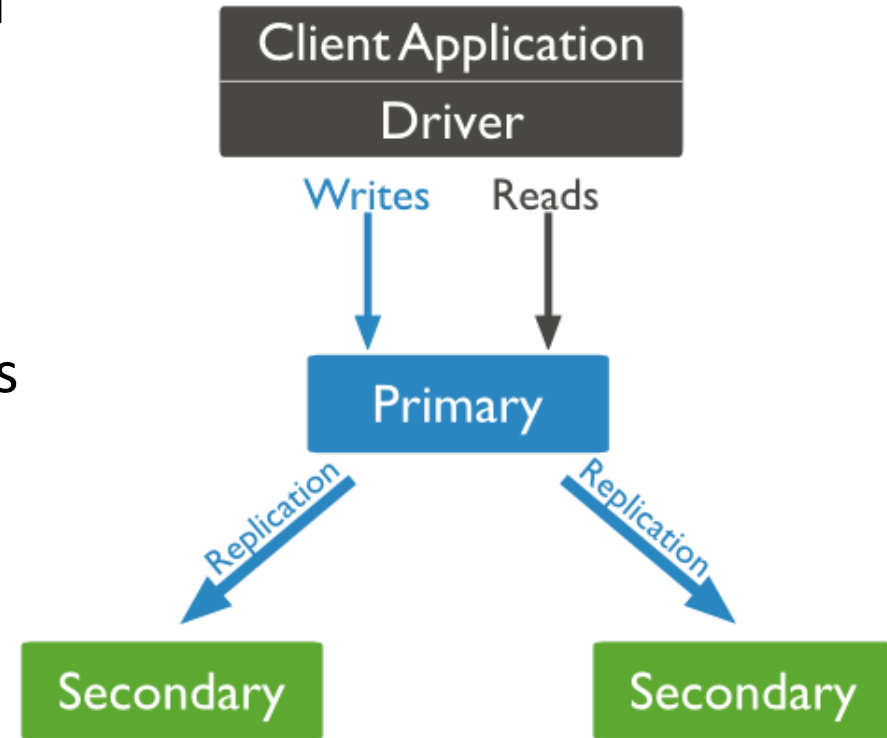 Client Application
Driver
Writes Reads
s
Primary
Replication Replication
Secondary Secondary